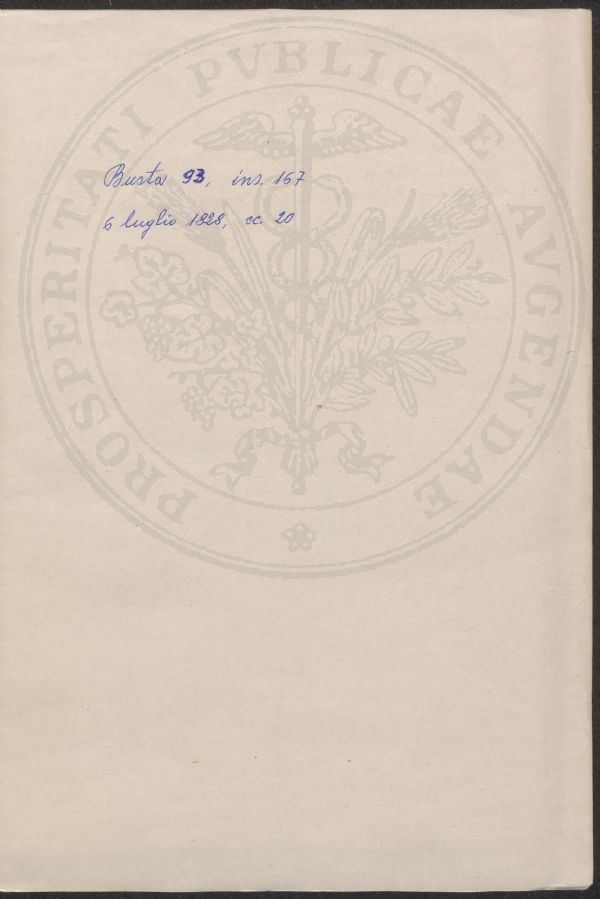 PROSPERITATI PVBLICAE AVGENDAE
Busta 93, ins. 167
6 luglio 1828, cc. 20